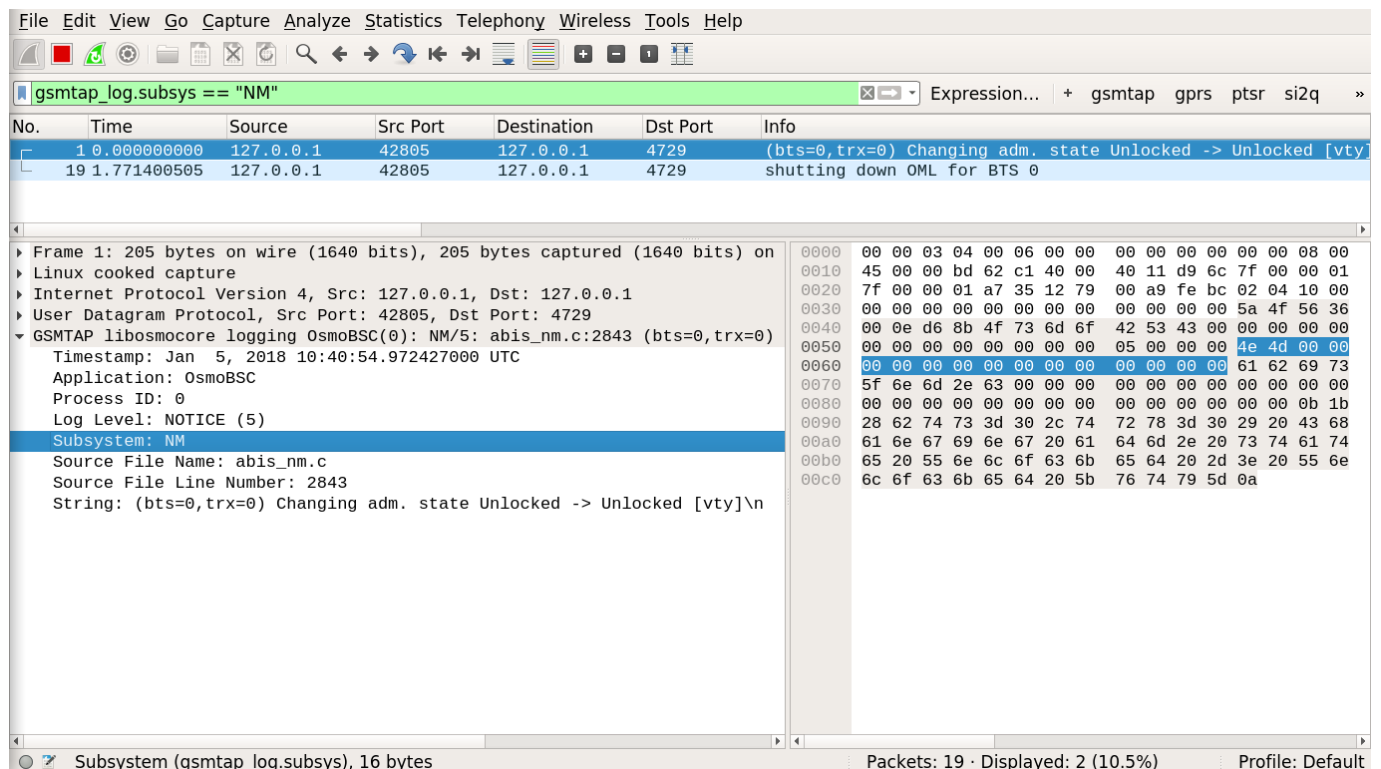 File Edit View Go Capture Analyze Statistics Telephony Wireless Tools Help
gsmtap_log.subsys == "NM" Expression... + gsmtap gprs ptsr si2q »
No. Time Source Src Port Destination Dst Port Info
1 0.000000000 127.0.0.1 42805 127.0.0.1 4729 (bts=0,trx=0) Changing adm. state Unlocked -> Unlocked [vty]
19 1.771400505 127.0.0.1 42805 127.0.0.1 4729 shutting down OML for BTS 0
Frame 1: 205 bytes on wire (1640 bits), 205 bytes captured (1640 bits) on
Linux cooked capture
Internet Protocol Version 4, Src: 127.0.0.1, Dst: 127.0.0.1
User Datagram Protocol, Src Port: 42805, Dst Port: 4729
GSMTAP libosmocore logging OsmoBSC(0): NM/5: abis_nm.c:2843 (bts=0,trx=0)
Timestamp: Jan  5, 2018 10:40:54.972427000 UTC
Application: OsmoBSC
Process ID: 0
Log Level: NOTICE (5)
Subsystem: NM
Source File Name: abis_nm.c
Source File Line Number: 2843
String: (bts=0,trx=0) Changing adm. state Unlocked -> Unlocked [vty]\n
0000 00 00 03 04 00 06 00 00 00 00 00 00 00 00 08 00
0010 45 00 00 bd 62 c1 40 00 40 11 d9 6c 7f 00 00 01
0020 7f 00 00 01 a7 35 12 79 00 a9 fe bc 02 04 10 00
0030 00 00 00 00 00 00 00 00 00 00 00 00 5a 4f 56 36
0040 00 0e d6 8b 4f 73 6d 6f 42 53 43 00 00 00 00 00
0050 00 00 00 00 00 00 00 00 05 00 00 00 4e 4d 00 00
0060 00 00 00 00 00 00 00 00 00 00 00 00 61 62 69 73
0070 5f 6e 6d 2e 63 00 00 00 00 00 00 00 00 00 00 00
0080 00 00 00 00 00 00 00 00 00 00 00 00 00 00 0b 1b
0090 28 62 74 73 3d 30 2c 74 72 78 3d 30 29 20 43 68
00a0 61 6e 67 69 6e 67 20 61 64 6d 2e 20 73 74 61 74
00b0 65 20 55 6e 6c 6f 63 6b 65 64 20 2d 3e 20 55 6e
00c0 6c 6f 63 6b 65 64 20 5b 76 74 79 5d 0a
Subsystem (gsmtap_log.subsys), 16 bytes Packets: 19 · Displayed: 2 (10.5%) Profile: Default